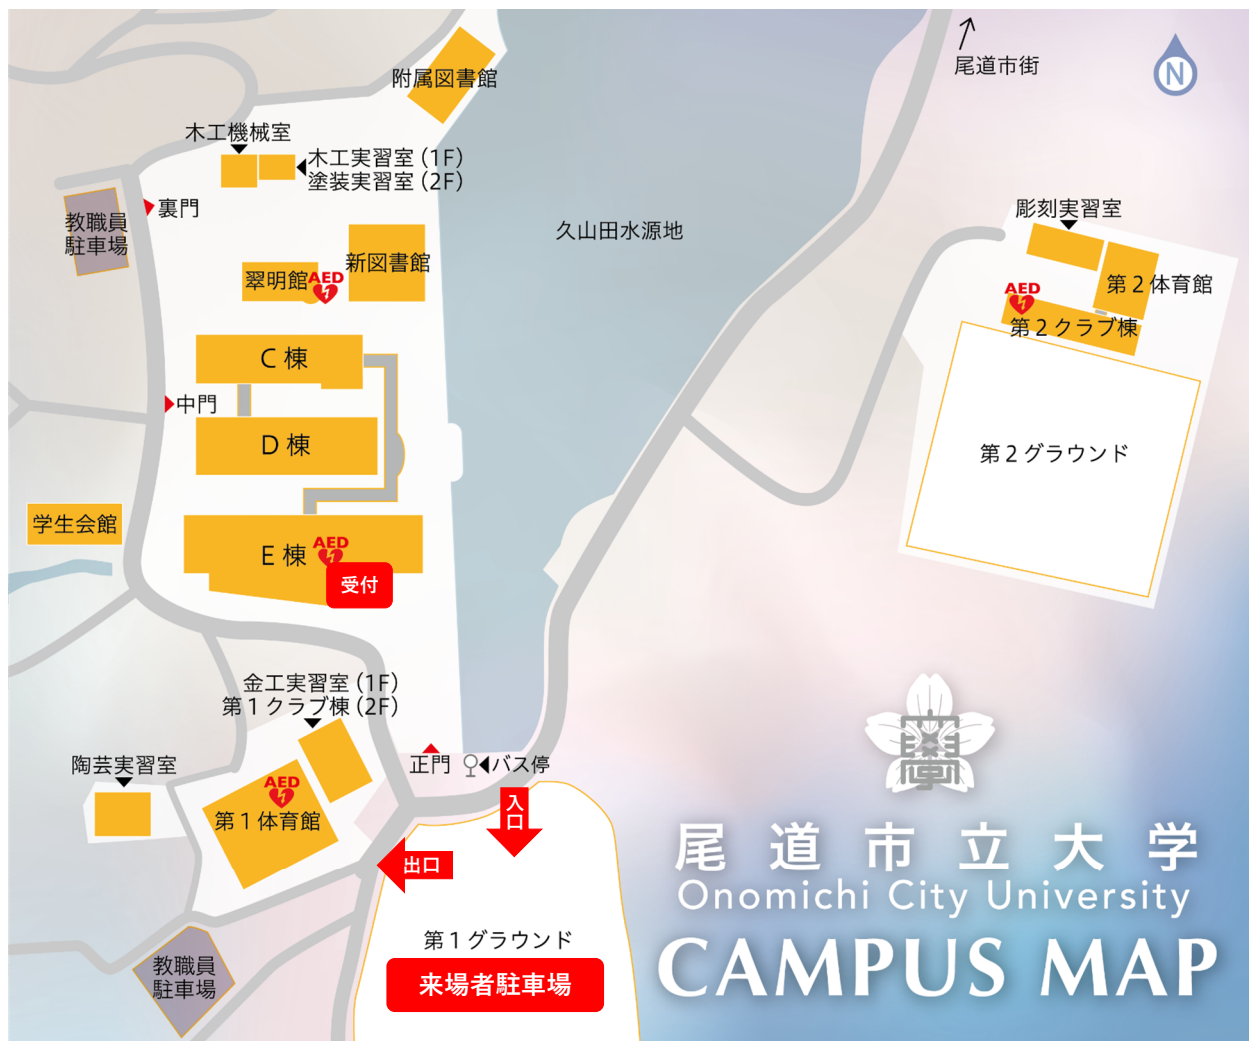 尾道市街
N
附属図書館
木工機械室
木工実習室(1F)
塗装実習室(2F)
教職員
駐車場
裏門
久山田水源地
彫刻実習室
新図書館
翠明館
AED
第2体育館
AED
第2クラブ棟
C棟
中門
D棟
第2グラウンド
学生会館
E棟
AED
受付
金工実習室(1F)
第1クラブ棟(2F)
陶芸実習室
正門
バス停
AED
第1体育館
入口
出口
第1グラウンド
来場者駐車場
教職員
駐車場
尾道市立大学
Onomichi City University
CAMPUS MAP